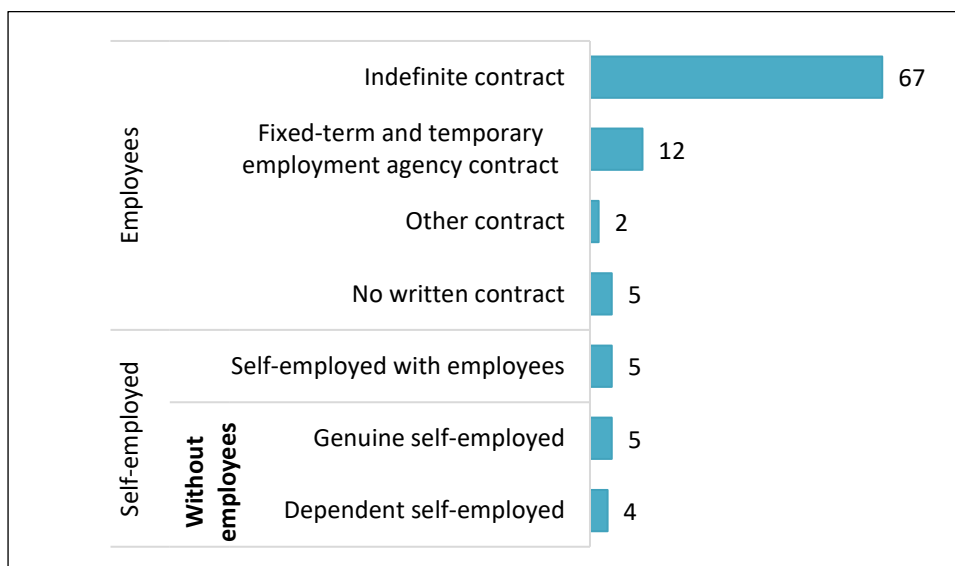 Employees
Indefinite contract
67
Fixed-term and temporary
employment agency contract
12
Other contract
2
No written contract
5
Self-employed
Self-employed with employees
5
Without
employees
Genuine self-employed
5
Dependent self-employed
4